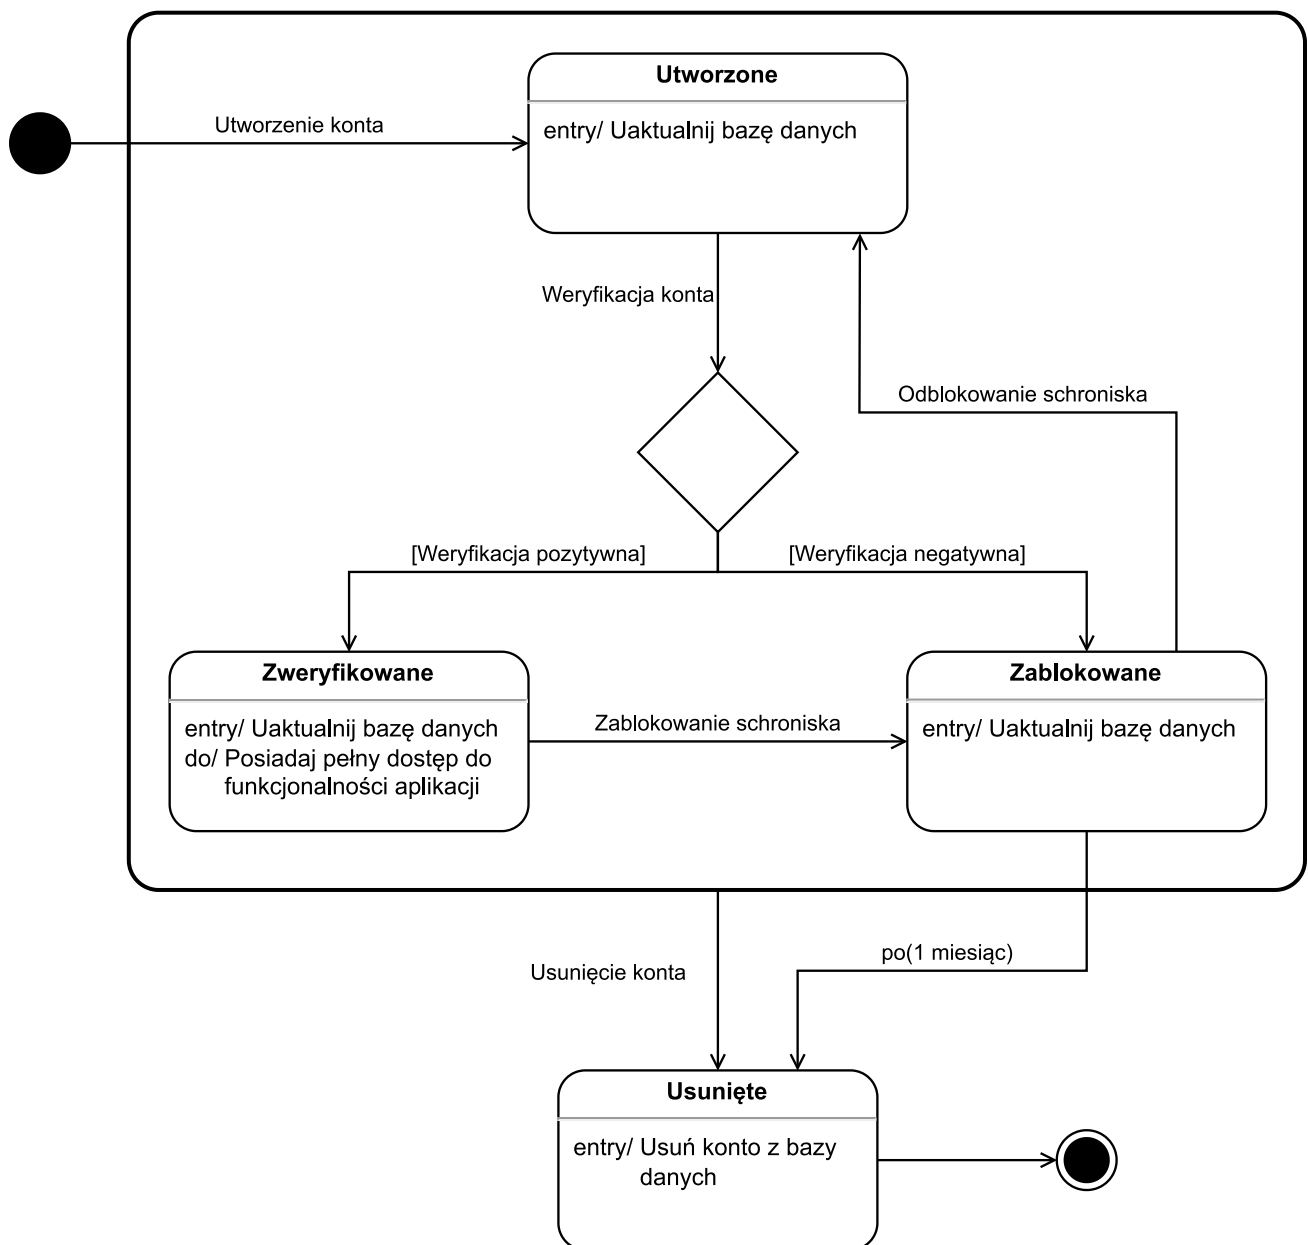 Utworzone
Utworzenie konta
entry/ Uaktualnij bazę danych
Weryfikacja konta
Odblokowanie schroniska
[Weryfikacja pozytywna]
[Weryfikacja negatywna]
Zweryfikowane
entry/ Uaktualnij bazę danych
do/ Posiadaj pełny dostęp do
funkcjonalności aplikacji
Zablokowanie schroniska
Zablokowane
entry/ Uaktualnij bazę danych
Usunięcie konta
po(1 miesiąc)
Usunięte
entry/ Usuń konto z bazy
danych